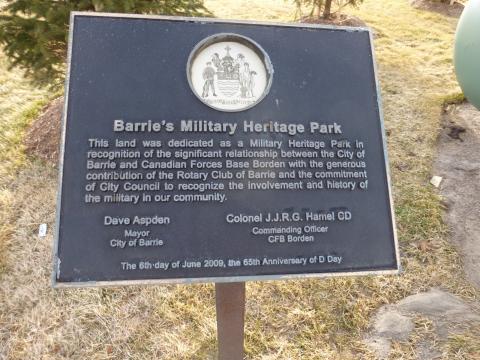 Barrie's Military Heritage Park
This land was dedicated as a Military Heritage Park in
recognition of the significant relationship between the City of
Barrie and Canadian Forces Base Borden with the generous
contribution of the Rotary Club of Barrie and the commitment
of City Council to recognize the involvement and history of
the military in our community.
Dave Aspden
Mayor
City of Barrie
Colonel J.J.R.G. Hamel CD
Commanding Officer
CFB Borden
The 6th day of June 2009, the 65th Anniversary of D Day